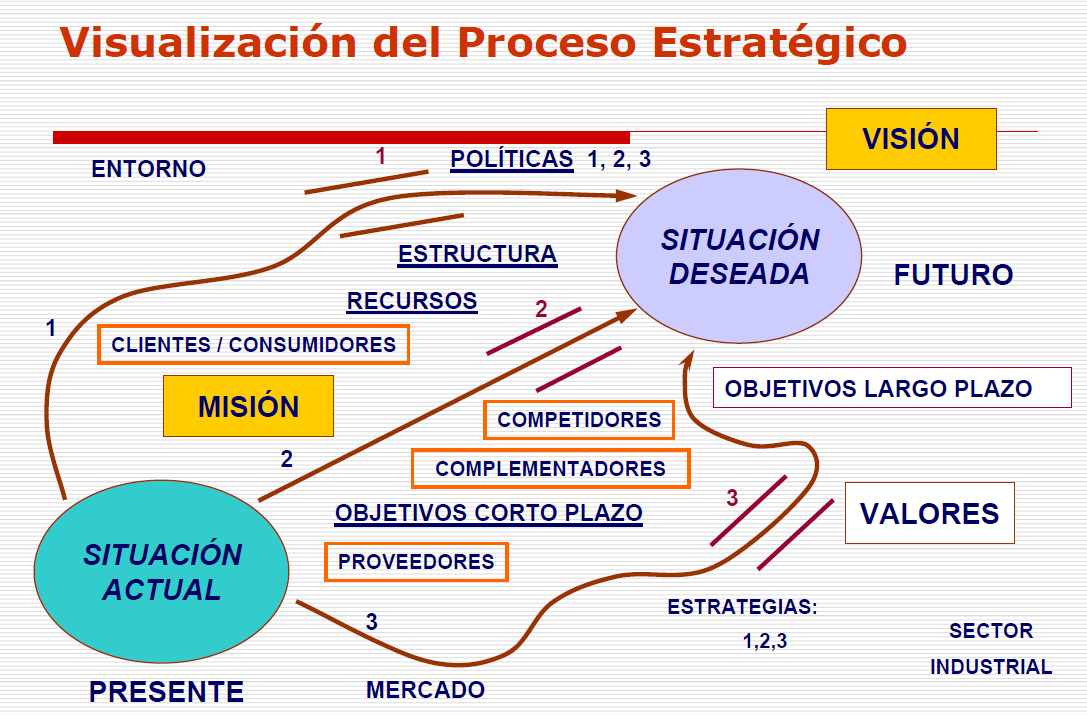 Visualización del Proceso Estratégico
VISIÓN
ENTORNO
1
POLÍTICAS 1, 2, 3
SITUACIÓN
DESEADA
FUTURO
ESTRUCTURA
RECURSOS
2
1
CLIENTES / CONSUMIDORES
MISIÓN
OBJETIVOS LARGO PLAZO
COMPETIDORES
2
COMPLEMENTADORES
3
OBJETIVOS CORTO PLAZO
VALORES
SITUACIÓN
ACTUAL
PROVEEDORES
3
ESTRATEGIAS:
1,2,3
SECTOR
INDUSTRIAL
PRESENTE
MERCADO